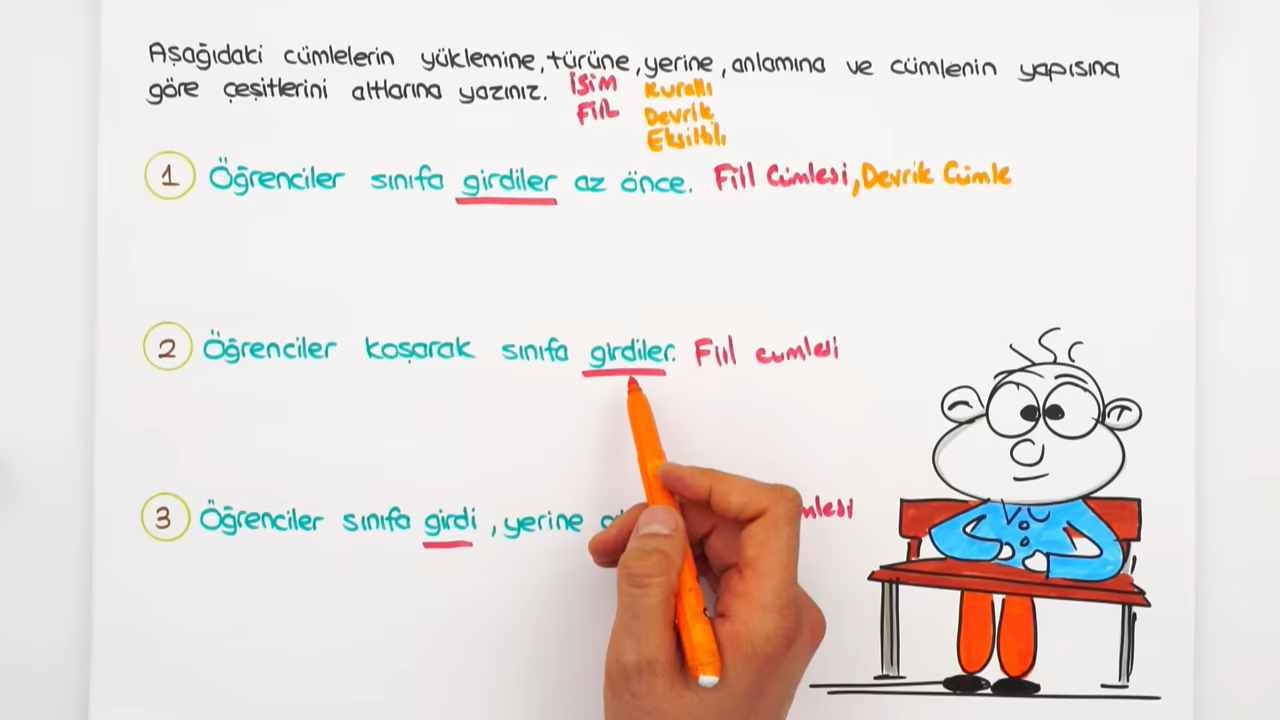 Aşağıdaki cümlelerin yüklemine, türüne, yerine, anlamına ve cümlenin yapısına
göre çeşitlerini altlarına yazınız. İsim Kurallı
Fiil Devrik
Eksiltili
1 Öğrenciler sınıfa girdiler az önce. Fiil Cümlesi, Devrik Cümle
2 Öğrenciler koşarak sınıfa girdiler. Fiil cumlesi
3 Öğrenciler sınıfa girdi, yerine